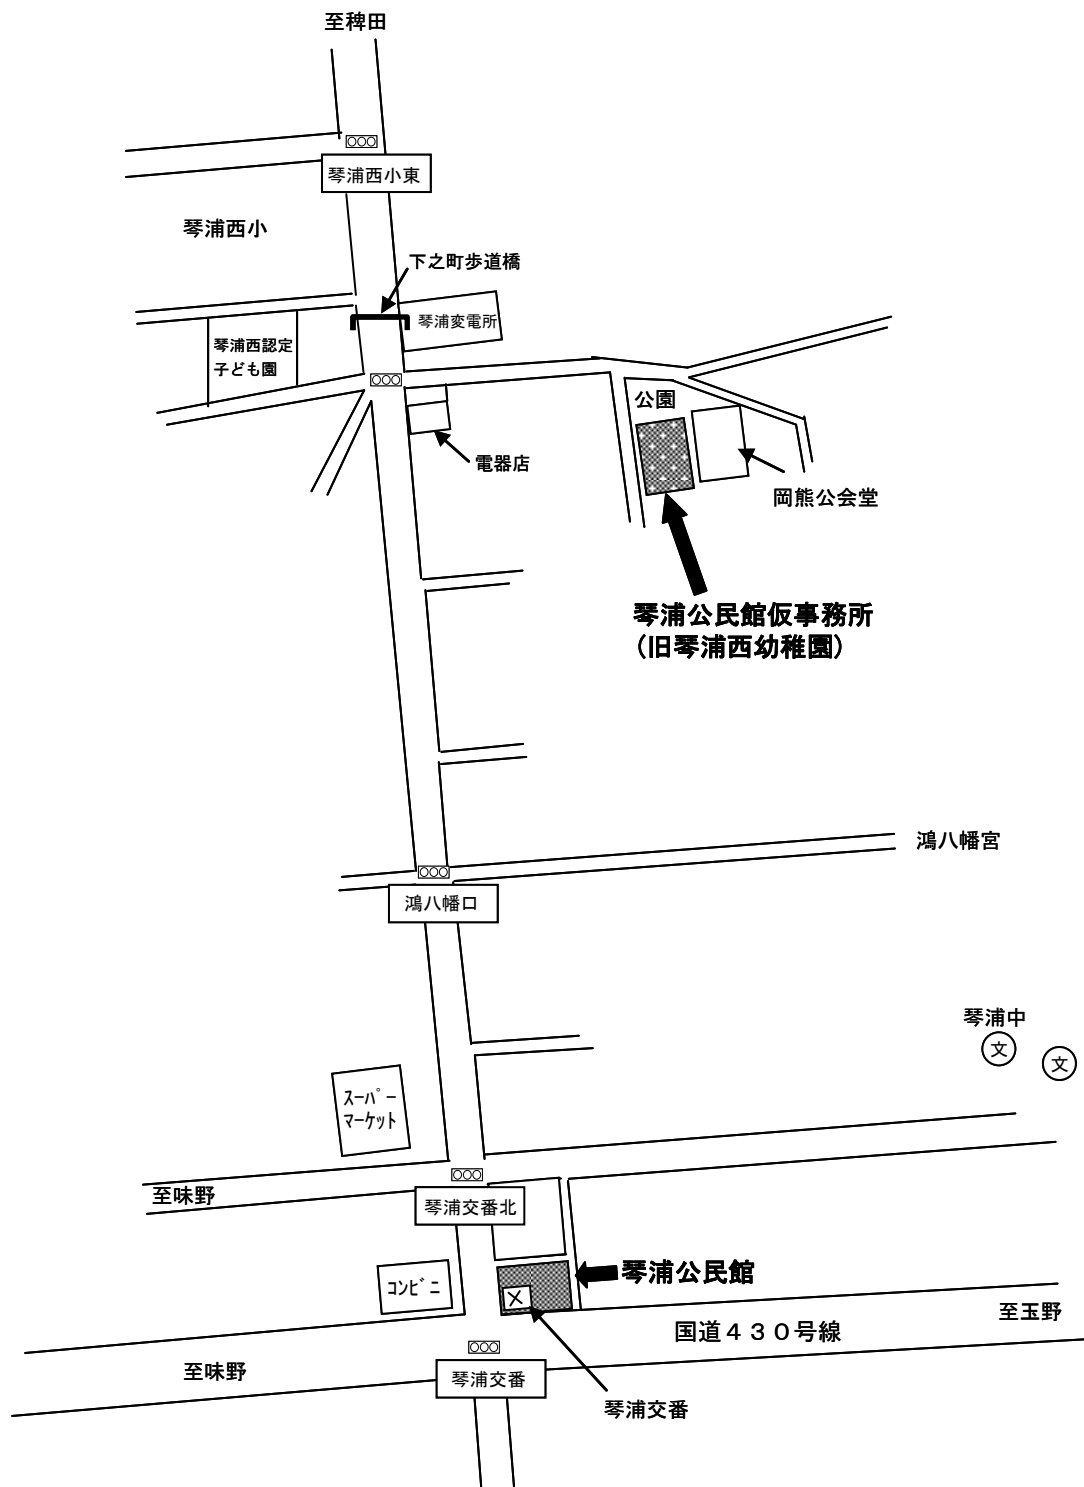 至稗田
琴浦西小東
琴浦西小
下之町歩道橋
琴浦変電所
琴浦西認定
子ども園
公園
電器店
岡熊公会堂
琴浦公民館仮事務所
(旧琴浦西幼稚園)
鴻八幡宮
鴻八幡口
琴浦中
文
文
ｽｰﾊﾟｰ
ﾏｰｹｯﾄ
至味野
琴浦交番北
琴浦公民館
ｺﾝﾋﾞﾆ
至玉野
国道４３０号線
至味野
琴浦交番
琴浦交番